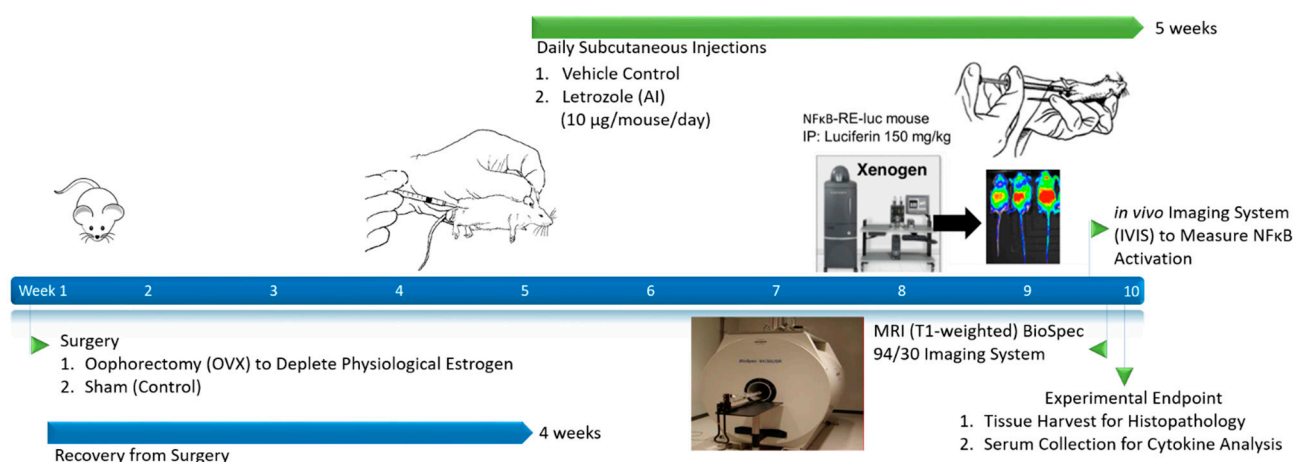 5 weeks
Daily Subcutaneous Injections
1. Vehicle Control
2. Letrozole (AI)
(10 µg/mouse/day)
NFκB-RE-luc mouse
IP: Luciferin 150 mg/kg
Xenogen
in vivo Imaging System
(IVIS) to Measure NFκB
Activation
Week 1 2 3 4 5 6 7 8 9 10
Surgery
1. Oophorectomy (OVX) to Deplete Physiological Estrogen
2. Sham (Control)
BioSpec 94/30 USR
MRI (T1-weighted) BioSpec
94/30 Imaging System
Experimental Endpoint
1. Tissue Harvest for Histopathology
2. Serum Collection for Cytokine Analysis
4 weeks
Recovery from Surgery